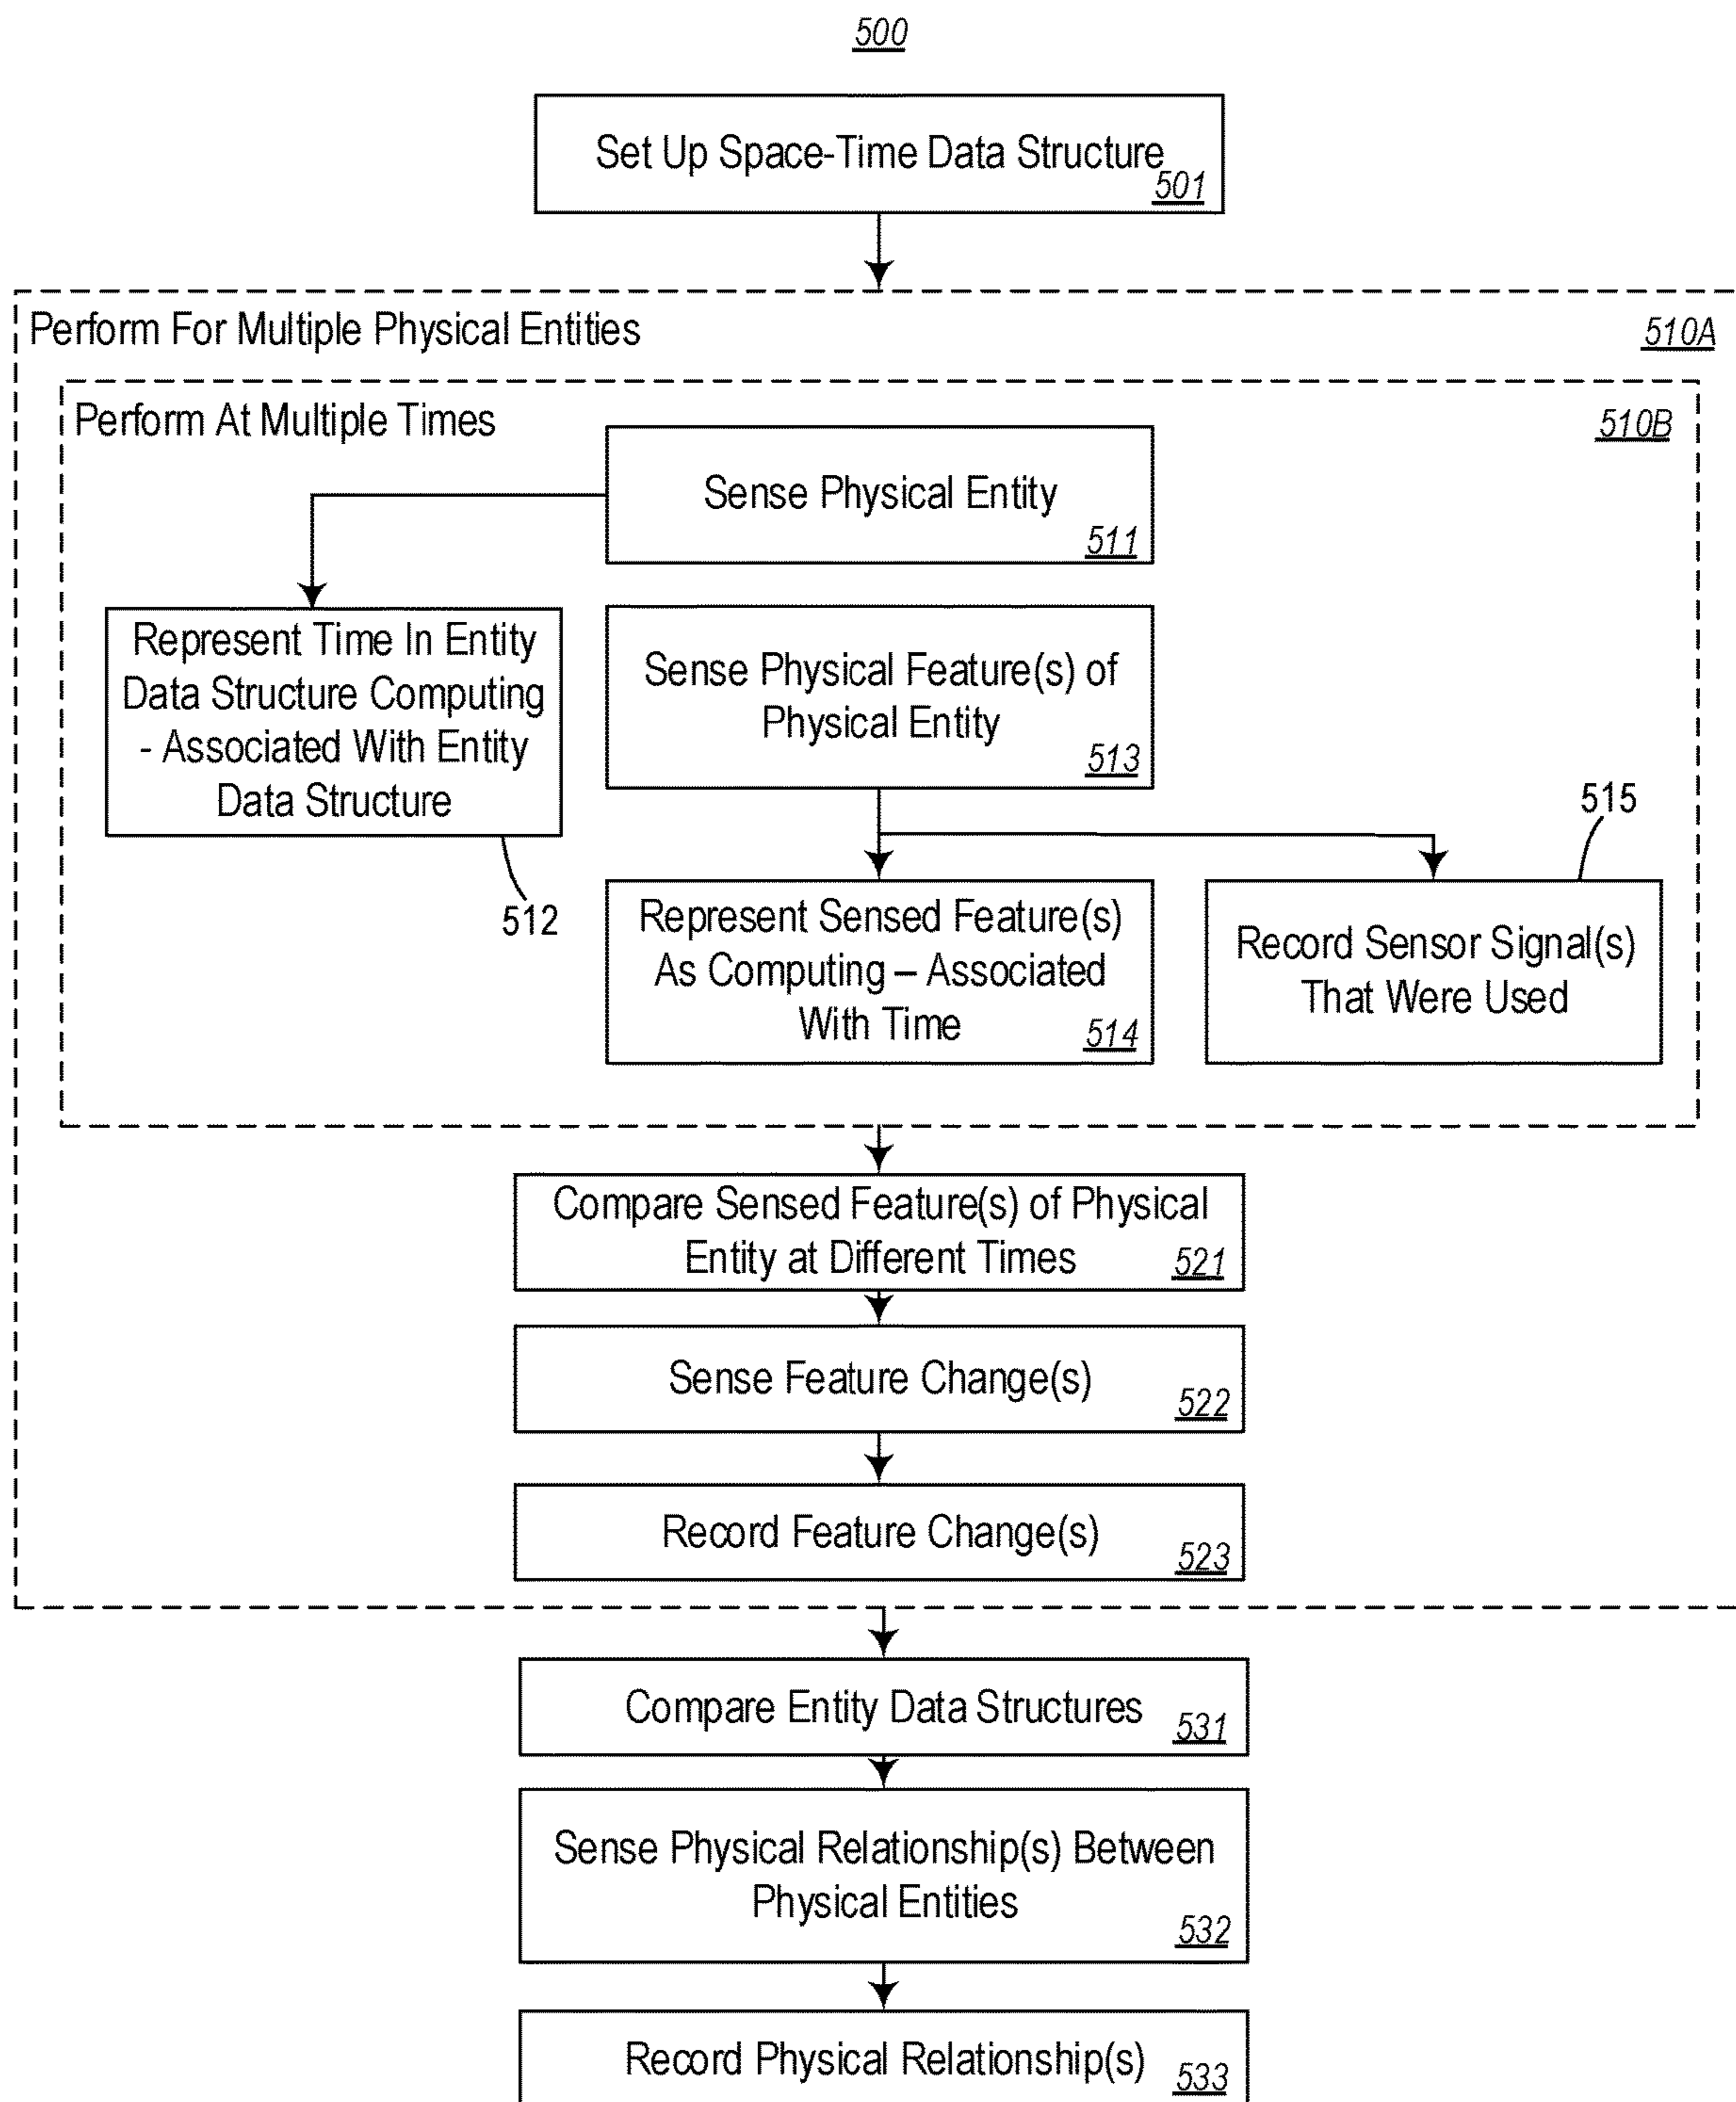 500
Set Up Space-Time Data Structure
501
Perform For Multiple Physical Entities
510A
Perform At Multiple Times
510B
Sense Physical Entity
511
Represent Time In Entity
Data Structure Computing
- Associated With Entity
Data Structure
512
Sense Physical Feature(s) of
Physical Entity
513
515
Represent Sensed Feature(s)
As Computing – Associated
With Time
514
Record Sensor Signal(s)
That Were Used
Compare Sensed Feature(s) of Physical
Entity at Different Times
521
Sense Feature Change(s)
522
Record Feature Change(s)
523
Compare Entity Data Structures
531
Sense Physical Relationship(s) Between
Physical Entities
532
Record Physical Relationship(s)
533